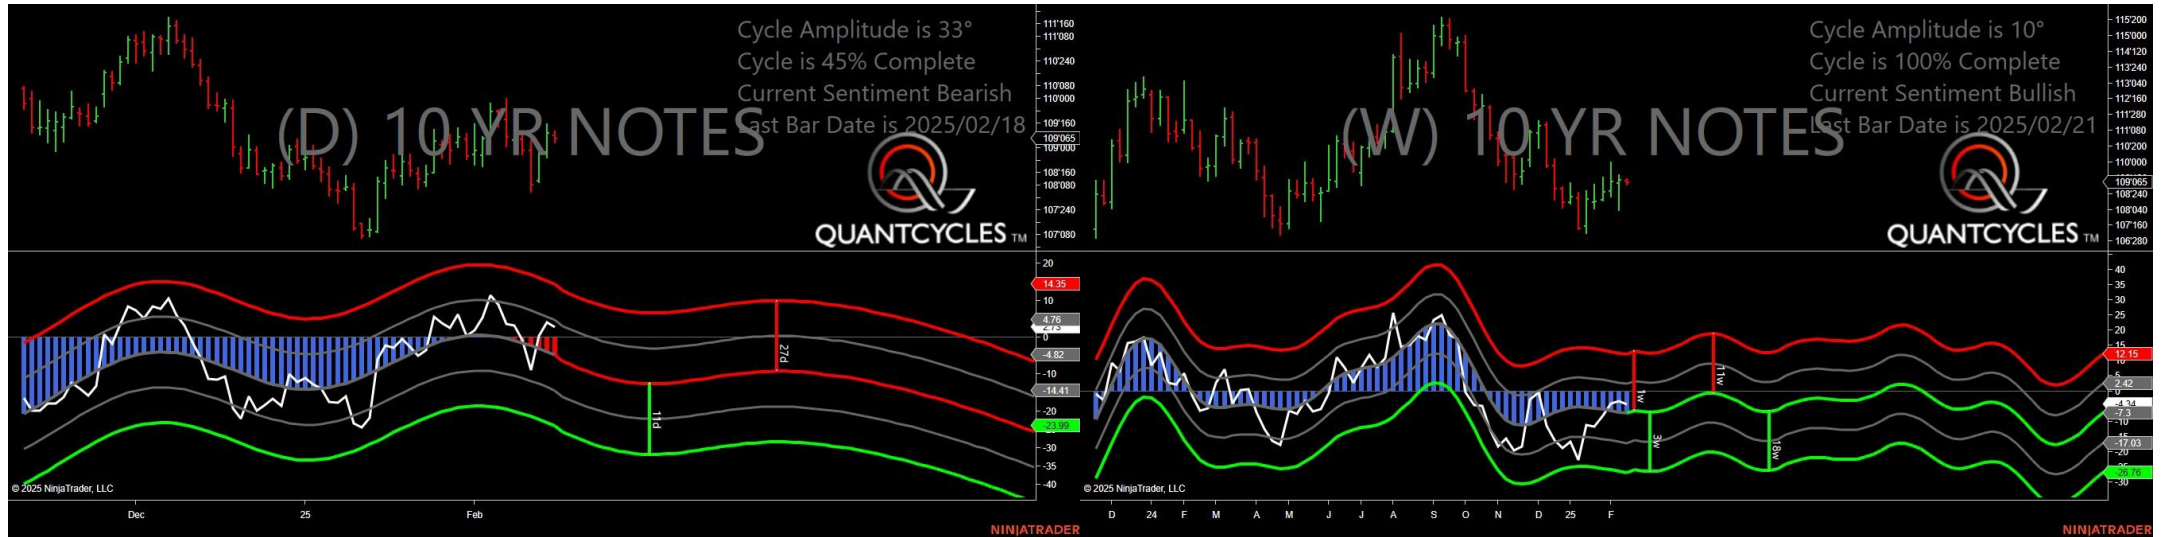 Cycle Amplitude is 33°
Cycle is 45% Complete
Current Sentiment Bearish
Last Bar Date is 2025/02/18
(D) 10 YR NOTES
QUANTCYCLES TM
111'160
111'080
110'240
110'080
110'000
109'160
109'065
109'000
108'160
108'080
107'240
107'080
20
14.35
10
4.76
2.73
0
-4.82
-10
-14.41
-20
-23.99
-30
-35
-40
27d
11d
© 2025 NinjaTrader, LLC
Dec
25
Feb
NINJATRADER
Cycle Amplitude is 10°
Cycle is 100% Complete
Current Sentiment Bullish
Last Bar Date is 2025/02/21
(W) 10 YR NOTES
QUANTCYCLES TM
115'200
115'000
114'120
113'240
113'040
112'160
111'280
111'080
110'200
110'000
109'065
108'240
108'040
107'160
106'280
40
35
30
25
20
15
12.15
5
2.42
0
-4.34
-7.3
-10
-17.03
-26.76
-30
1w
11w
3w
18w
© 2025 NinjaTrader, LLC
D 24 F M A M J J A S O N D 25 F
NINJATRADER